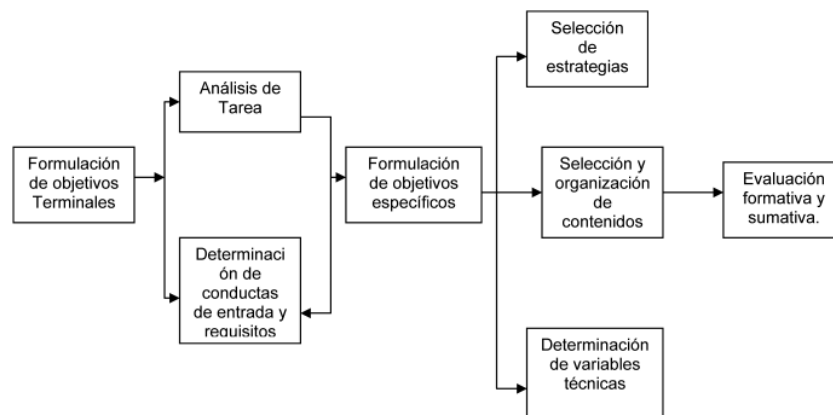 Formulación
de objetivos
Terminales
Análisis de
Tarea
Determinaci
ón de
conductas
de entrada y
requisitos
Formulación
de objetivos
específicos
Selección
de
estrategias
Selección y
organización
de
contenidos
Determinación
de variables
técnicas
Evaluación
formativa y
sumativa.